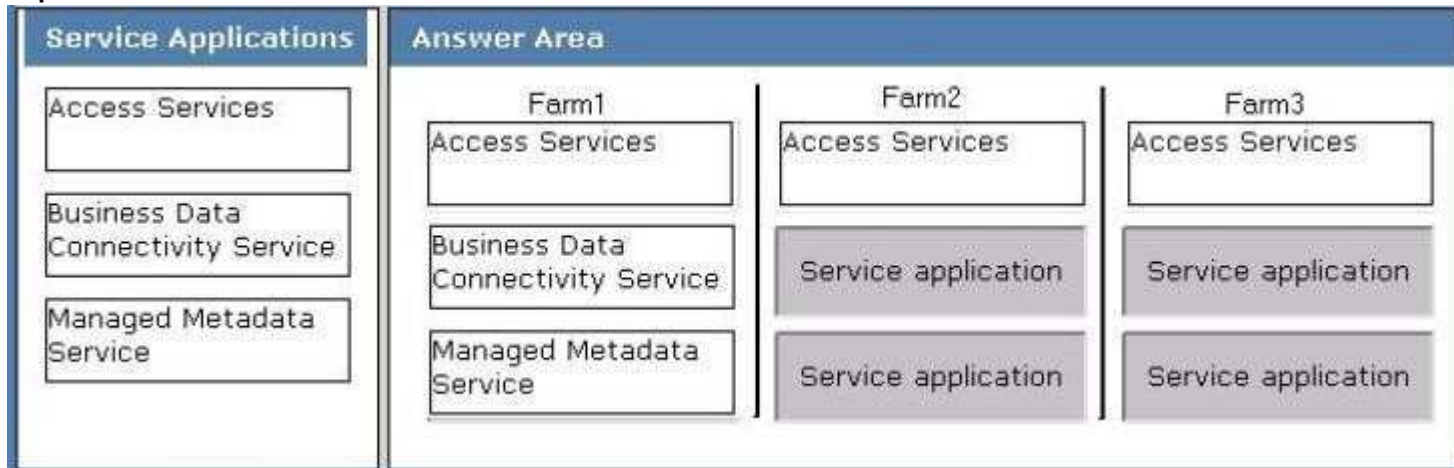 Service Applications
Access Services
Business Data
Connectivity Service
Managed Metadata
Service
Answer Area
Farm1
Access Services
Business Data
Connectivity Service
Managed Metadata
Service
Farm2
Access Services
Service application
Service application
Farm3
Access Services
Service application
Service application